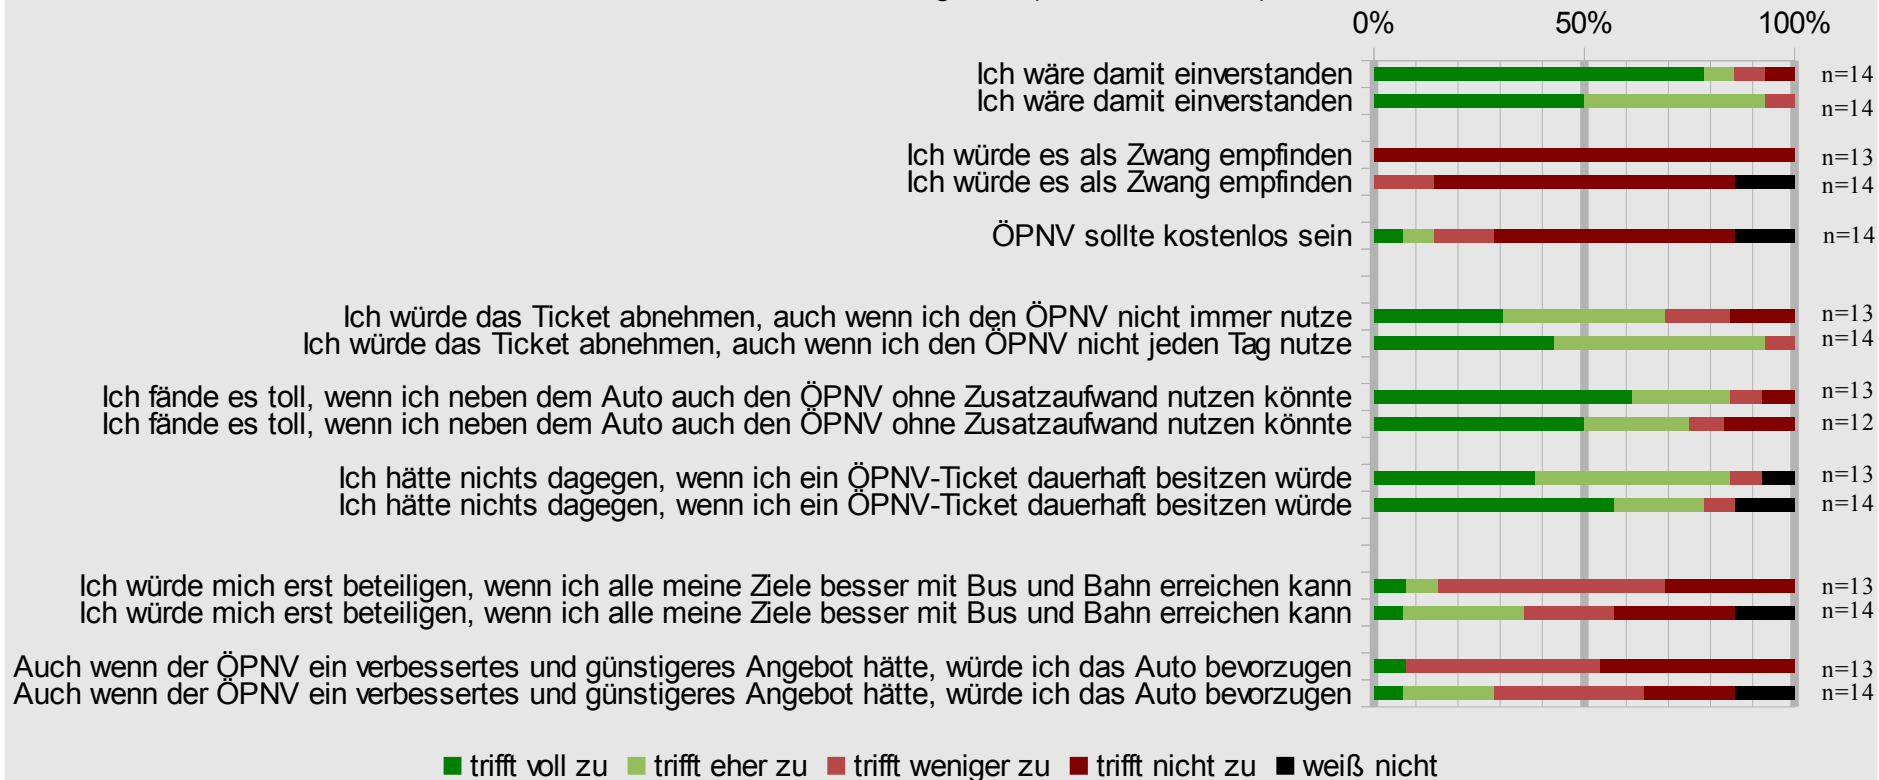 0% 50% 100%
Ich wäre damit einverstanden n=14
Ich wäre damit einverstanden n=14
Ich würde es als Zwang empfinden n=13
Ich würde es als Zwang empfinden n=14
ÖPNV sollte kostenlos sein n=14
Ich würde das Ticket abnehmen, auch wenn ich den ÖPNV nicht immer nutze n=13
Ich würde das Ticket abnehmen, auch wenn ich den ÖPNV nicht jeden Tag nutze n=14
Ich fände es toll, wenn ich neben dem Auto auch den ÖPNV ohne Zusatzaufwand nutzen könnte n=13
Ich fände es toll, wenn ich neben dem Auto auch den ÖPNV ohne Zusatzaufwand nutzen könnte n=12
Ich hätte nichts dagegen, wenn ich ein ÖPNV-Ticket dauerhaft besitzen würde n=13
Ich hätte nichts dagegen, wenn ich ein ÖPNV-Ticket dauerhaft besitzen würde n=14
Ich würde mich erst beteiligen, wenn ich alle meine Ziele besser mit Bus und Bahn erreichen kann n=13
Ich würde mich erst beteiligen, wenn ich alle meine Ziele besser mit Bus und Bahn erreichen kann n=14
Auch wenn der ÖPNV ein verbessertes und günstigeres Angebot hätte, würde ich das Auto bevorzugen n=13
Auch wenn der ÖPNV ein verbessertes und günstigeres Angebot hätte, würde ich das Auto bevorzugen n=14
trifft voll zu trifft eher zu trifft weniger zu trifft nicht zu weiß nicht